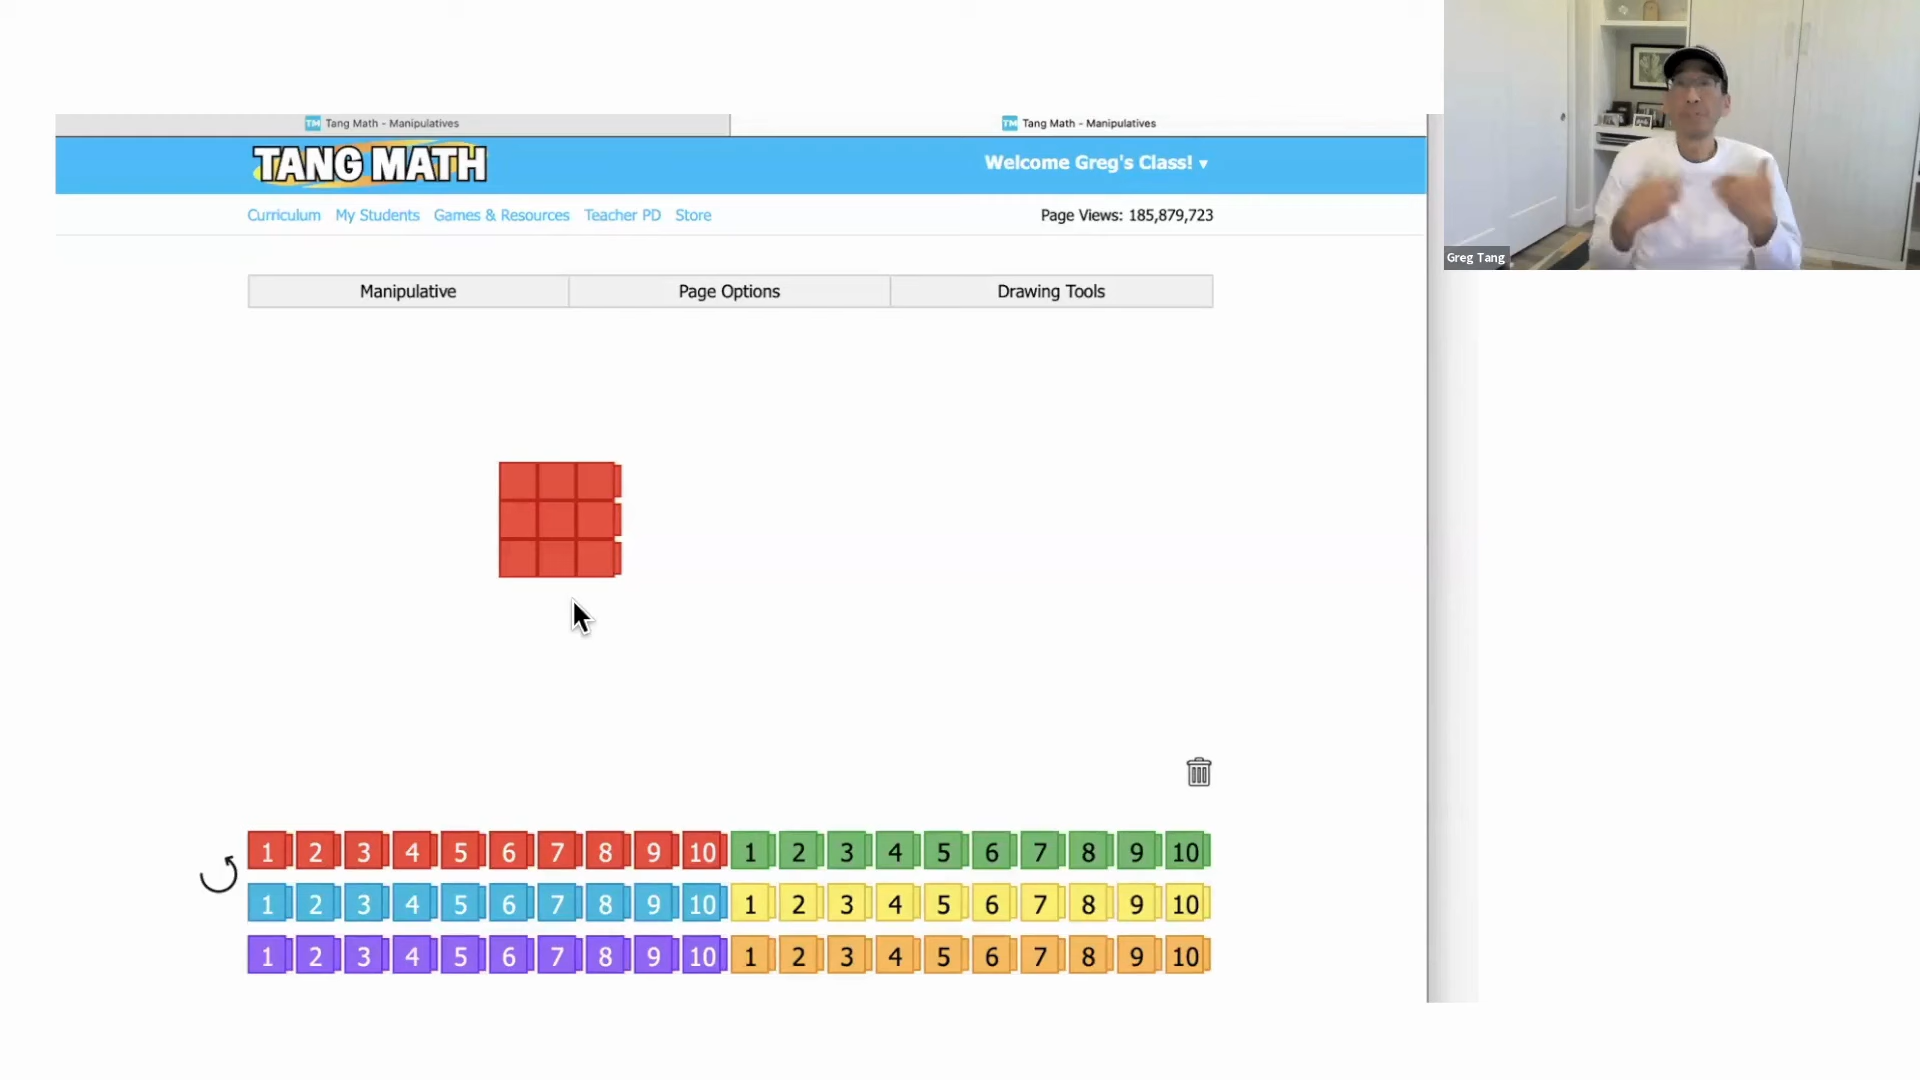 TM Tang Math - Manipulatives
TM Tang Math - Manipulatives
TANG MATH
Welcome Greg's Class! ▾
Curriculum My Students Games & Resources Teacher PD Store
Page Views: 185,879,723
Greg Tang
Manipulative Page Options Drawing Tools
1 2 3 4 5 6 7 8 9 10 1 2 3 4 5 6 7 8 9 10
1 2 3 4 5 6 7 8 9 10 1 2 3 4 5 6 7 8 9 10
1 2 3 4 5 6 7 8 9 10 1 2 3 4 5 6 7 8 9 10